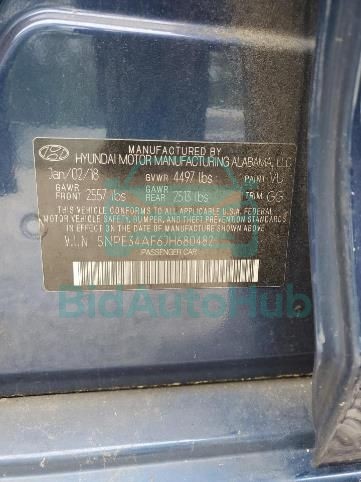 MANUFACTURED BY
HYUNDAI MOTOR MANUFACTURING ALABAMA, LLC
Jan/02/18 GVWR 4497 lbs PAINT VU
GAWR FRONT 2557 lbs GAWR REAR 2513 lbs TRIM GG
THIS VEHICLE CONFORMS TO ALL APPLICABLE U.S. FEDERAL
MOTOR VEHICLE SAFETY, BUMPER, AND THEFT PREVENTION STANDARDS
IN EFFECT ON THE DATE OF MANUFACTURE SHOWN ABOVE.
V.I.N
PASSENGER CAR
BidAutoHub